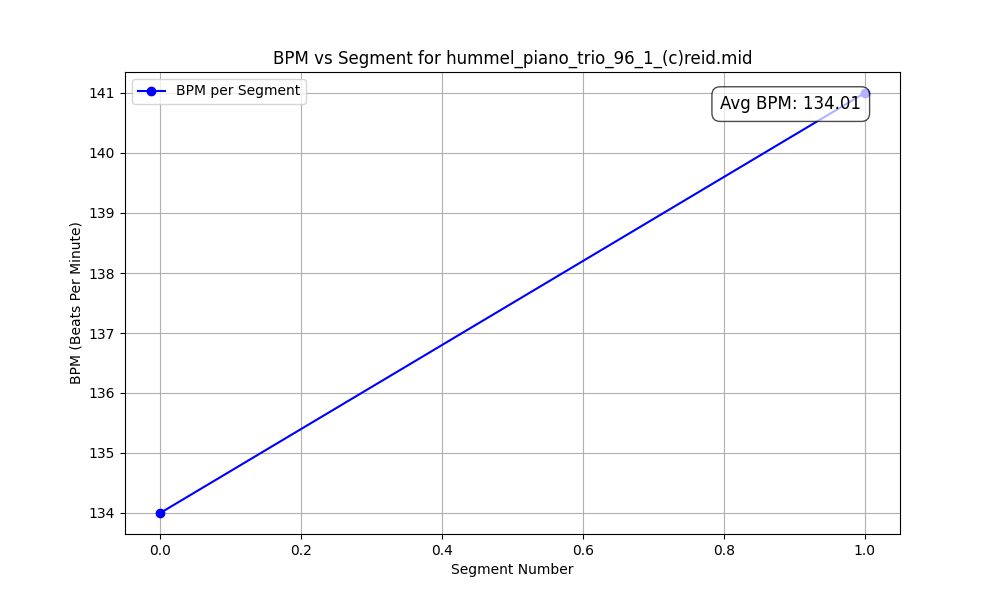 BPM vs Segment for hummel_piano_trio_96_1_(c)reid.mid
BPM per Segment
Avg BPM: 134.01
141
140
139
138
137
136
135
134
BPM (Beats Per Minute)
0.0 0.2 0.4 0.6 0.8 1.0
Segment Number